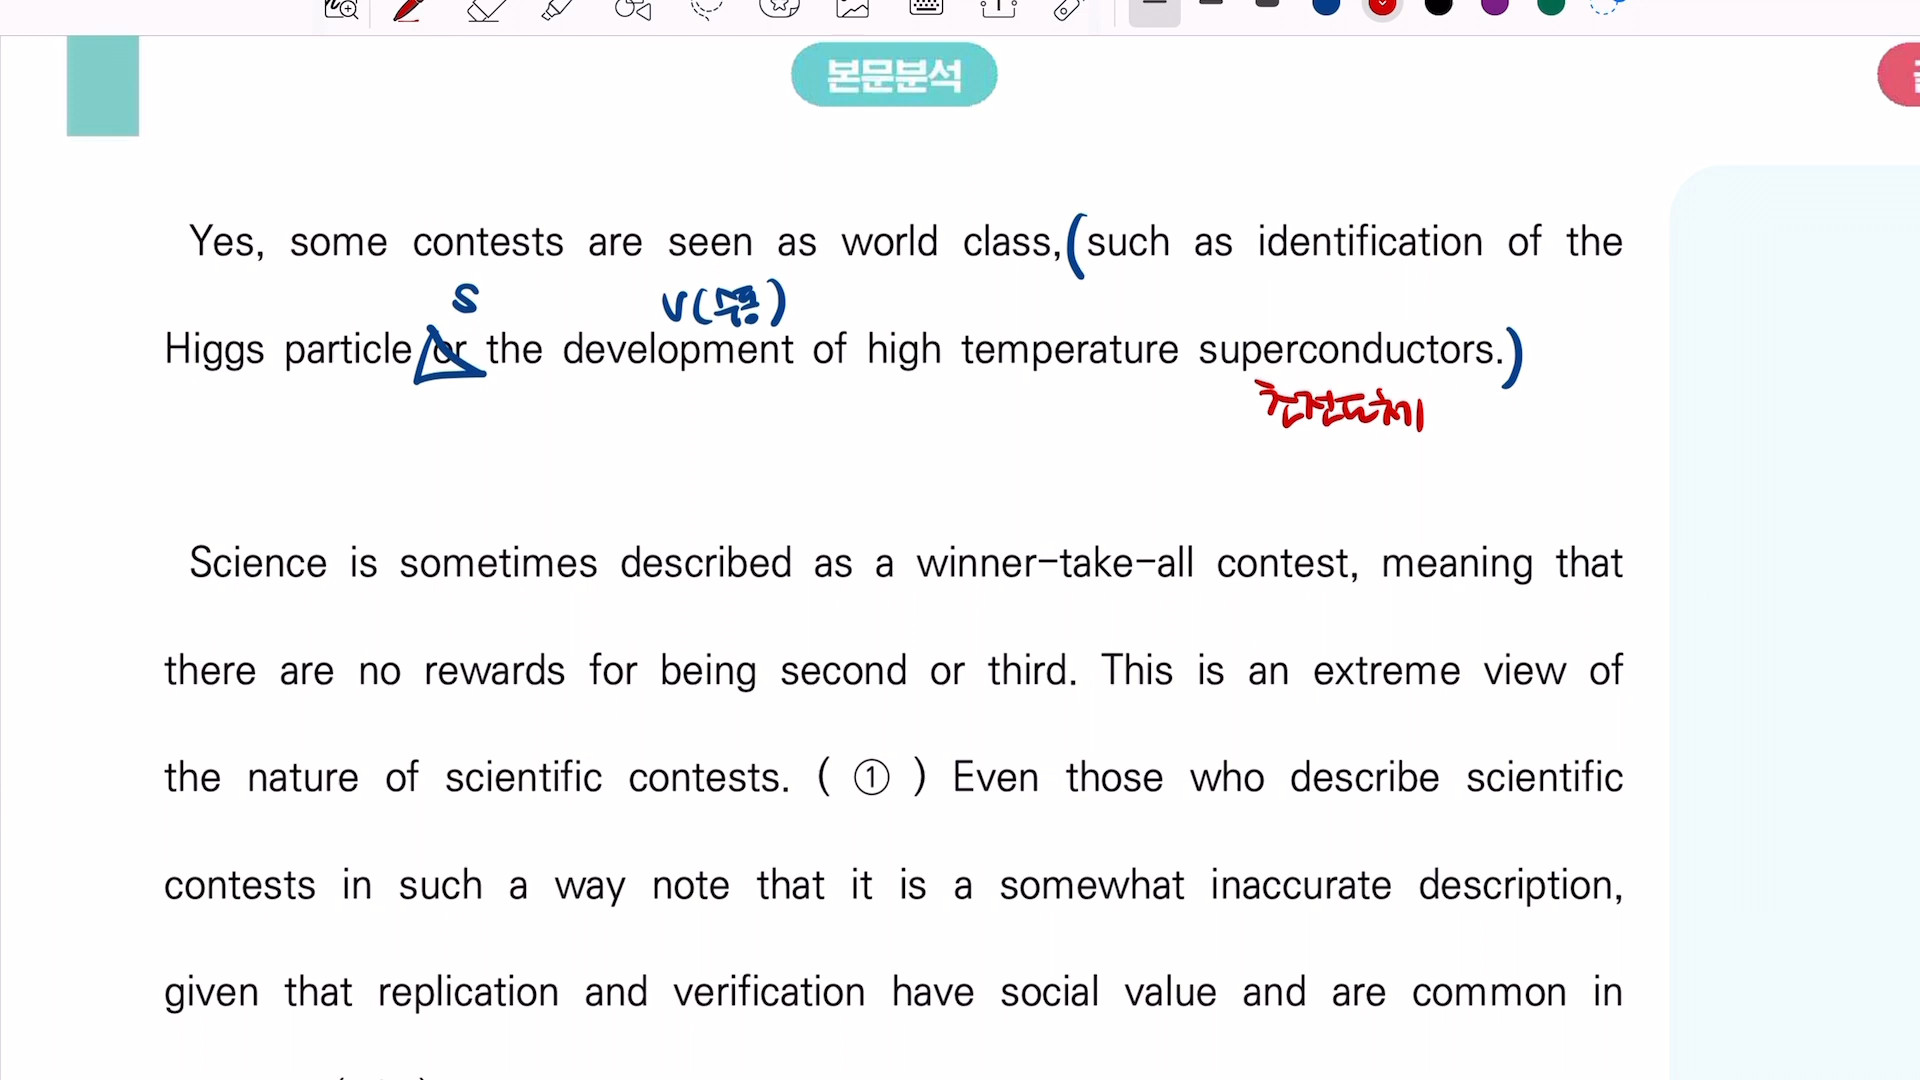 본문분석
Yes, some contests are seen as world class, (such as identification of the
S V(수동)
Higgs particle or the development of high temperature superconductors.)
초전도체
Science is sometimes described as a winner-take-all contest, meaning that
there are no rewards for being second or third. This is an extreme view of
the nature of scientific contests. ( ① ) Even those who describe scientific
contests in such a way note that it is a somewhat inaccurate description,
given that replication and verification have social value and are common in